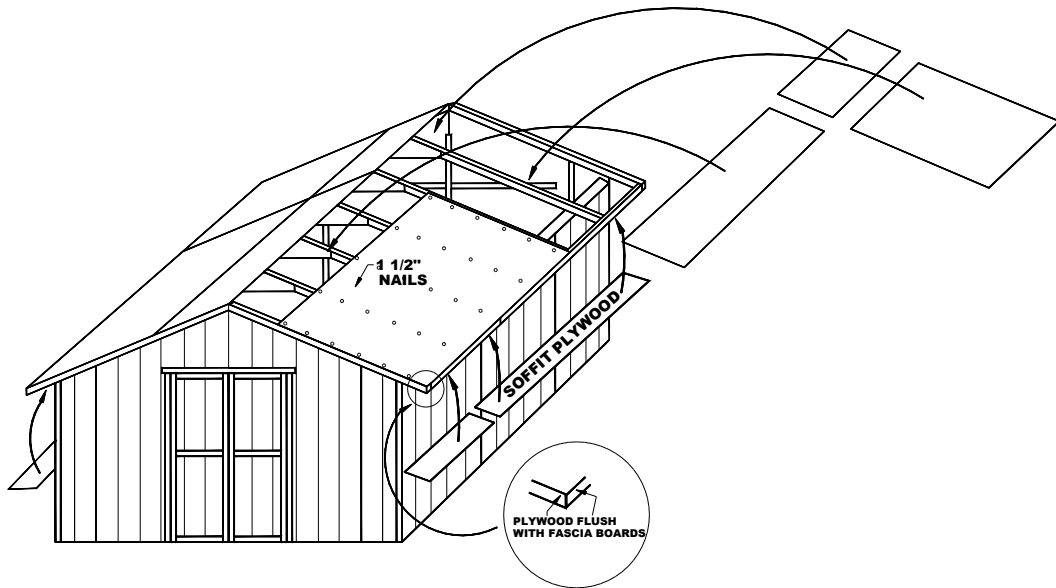 1 1/2"
NAILS
SOFFIT PLYWOOD
PLYWOOD FLUSH
WITH FASCIA BOARDS